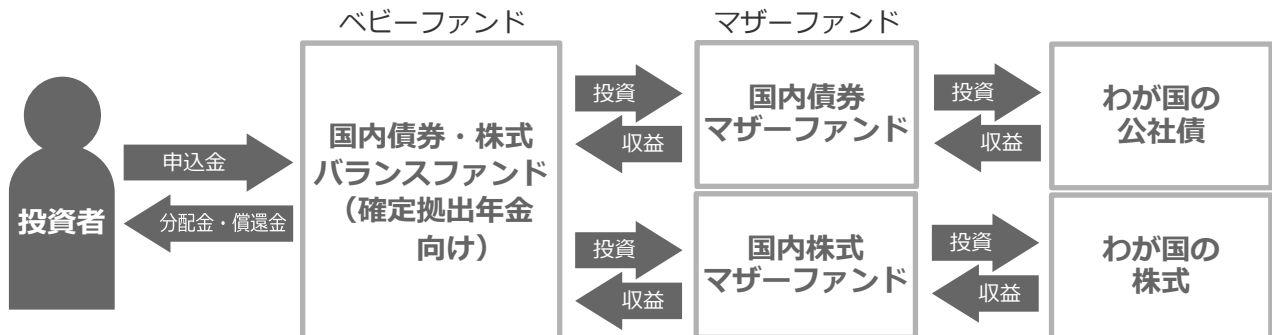 ベビーファンド
マザーファンド
投資者
申込金
分配金・償還金
国内債券・株式
バランスファンド
（確定拠出年金
向け）
投資
収益
国内債券
マザーファンド
投資
収益
わが国の
公社債
投資
収益
国内株式
マザーファンド
投資
収益
わが国の
株式